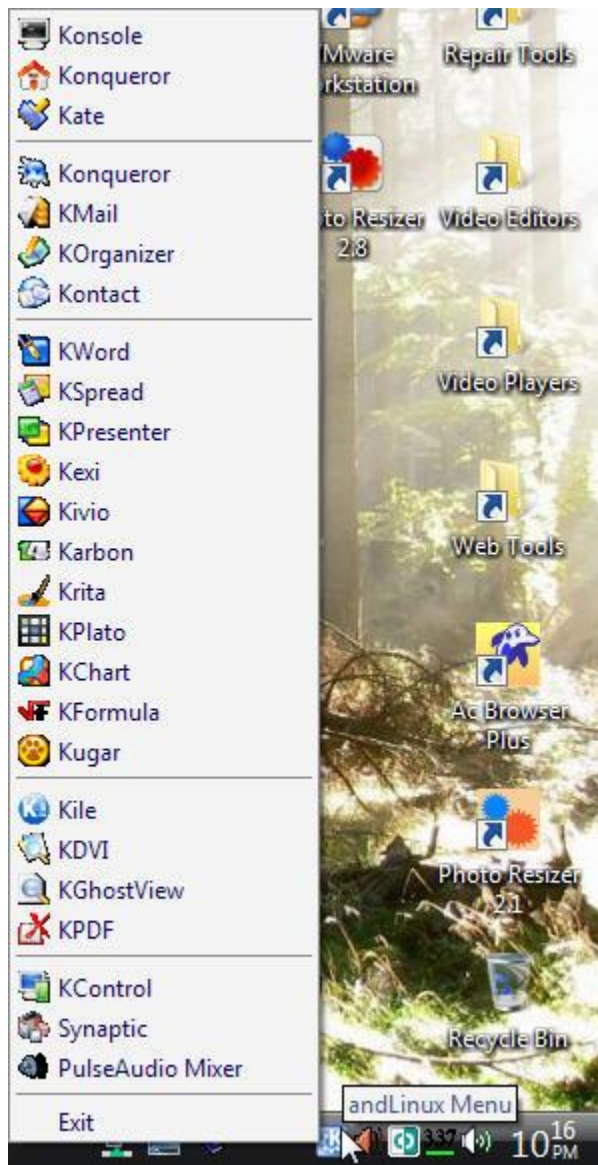 Konsole
Konqueror
Kate
Konqueror
KMail
KOrganizer
Kontact
KWord
KSpread
KPresenter
Kexi
Kivio
Karbon
Krita
KPlato
KChart
KFormula
Kugar
Kile
KDVI
KGhostView
KPDF
KControl
Synaptic
PulseAudio Mixer
Exit
Mware
rkstation
Repair Tools
to Resizer
2.8
Video Editors
Video Players
Web Tools
Ac Browser
Plus
Photo Resizer
2.1
Recycle Bin
andLinux Menu
337
10 16 PM